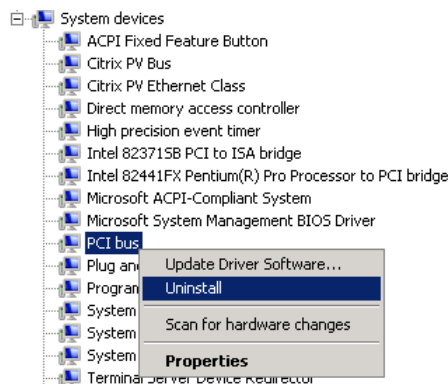 System devices
ACPI Fixed Feature Button
Citrix PV Bus
Citrix PV Ethernet Class
Direct memory access controller
High precision event timer
Intel 82371SB PCI to ISA bridge
Intel 82441FX Pentium(R) Pro Processor to PCI bridge
Microsoft ACPI-Compliant System
Microsoft System Management BIOS Driver
PCI bus
Plug an
Update Driver Software...
Program
Uninstall
System
Scan for hardware changes
System
System
Properties
Terminal Server Device Redirector